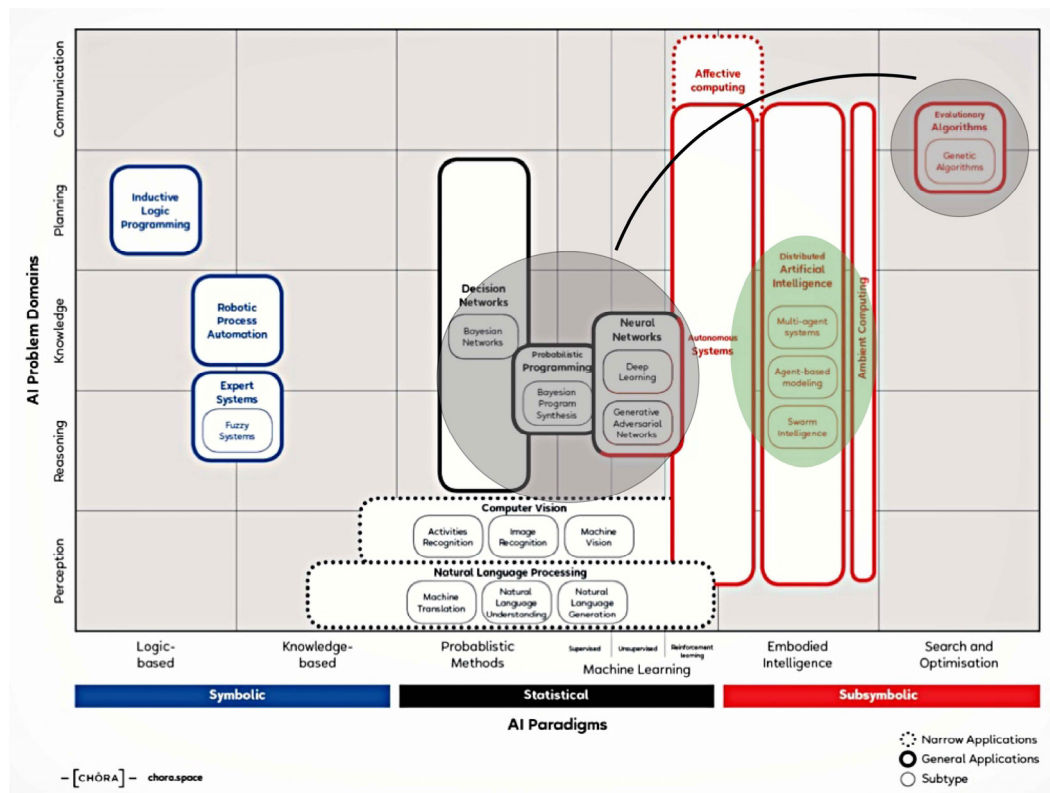 AI Problem Domains
Communication
Planning
Knowledge
Reasoning
Perception
Affective
computing
Evolutionary
Algorithms
Genetic
Algorithms
Inductive
Logic
Programming
Distributed
Artificial
Intelligence
Multi-agent
systems
Agent-based
modeling
Swarm
Intelligence
Ambient Computing
Decision
Networks
Bayesian
Networks
Robotic
Process
Automation
Neural
Networks
Deep
Learning
Generative
Adversarial
Networks
Autonomous
Systems
Probabilistic
Programming
Bayesian
Program
Synthesis
Expert
Systems
Fuzzy
Systems
Computer Vision
Activities
Recognition
Image
Recognition
Machine
Vision
Natural Language Processing
Machine
Translation
Natural
Language
Understanding
Natural
Language
Generation
Logic-
based
Knowledge-
based
Probablistic
Methods
Supervised
Unsupervised
Reinforcement
learning
Machine Learning
Embodied
Intelligence
Search and
Optimisation
Symbolic
Statistical
Subsymbolic
AI Paradigms
Narrow Applications
General Applications
Subtype
–[CHÔRA]– chora.space